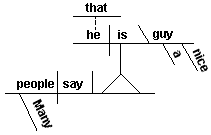 that
he is guy
a nice
people say
Many